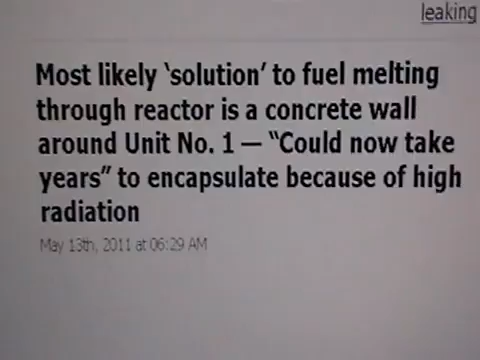 leaking
Most likely ‘solution’ to fuel melting
through reactor is a concrete wall
around Unit No. 1 — “Could now take
years” to encapsulate because of high
radiation
May 13th, 2011 at 06:29 AM